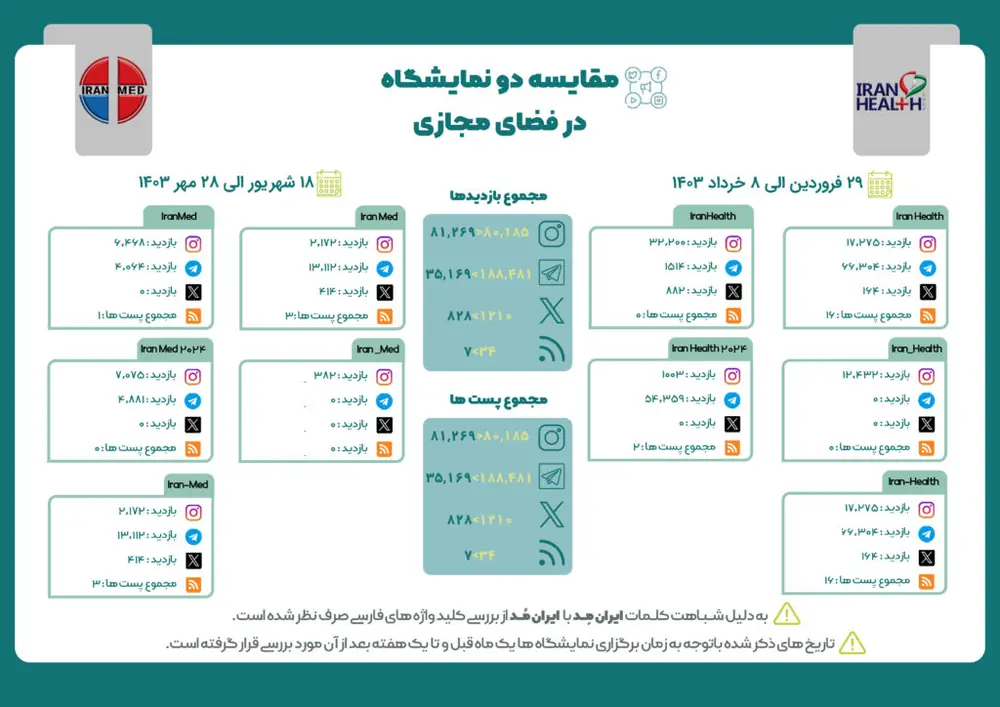 IRAN HEALTH
IRAN MED
مقایسه دو نمایشگاه
در فضای مجازی
۲۹ فروردین الی ۸ خرداد ۱۴۰۳
۱۸ شهریور الی ۲۸ مهر ۱۴۰۳
Iran Health
بازدید: ۱۷,۲۷۵
بازدید: ۶۶,۳۰۴
بازدید: ۱۶۴
مجموع پست ها: ۱۶
IranHealth
بازدید: ۳۲,۲۰۰
بازدید: ۱۵۱۴
بازدید: ۸۸۲
مجموع پست ها: ۰
Iran_Health
بازدید: ۱۲,۴۳۲
بازدید: ۰
بازدید: ۰
مجموع پست ها: ۰
Iran Health ۲۰۲۴
بازدید: ۱۰۰۳
بازدید: ۵۴,۳۵۹
بازدید: ۰
مجموع پست ها: ۲
Iran-Health
بازدید: ۱۷,۲۷۵
بازدید: ۶۶,۳۰۴
بازدید: ۱۶۴
مجموع پست ها: ۱۶
مجموع بازدیدها
۸۱,۲۶۹>۸۰,۱۸۵
۳۵,۱۶۹<۱۸۸,۴۸۱
۸۲۸<۱۲۱۰
۷<۳۴
مجموع پست ها
۸۱,۲۶۹>۸۰,۱۸۵
۳۵,۱۶۹<۱۸۸,۴۸۱
۸۲۸<۱۲۱۰
۷<۳۴
Iran Med
بازدید: ۲,۱۷۲
بازدید: ۱۳,۱۱۲
بازدید: ۴۱۴
مجموع پست ها: ۳
IranMed
بازدید: ۶,۴۶۸
بازدید: ۴,۰۶۴
بازدید: ۰
مجموع پست ها: ۱
Iran _Med
بازدید: ۳۸۲
بازدید: ۰
بازدید: ۰
بازدید: ۰
Iran Med ۲۰۲۴
بازدید: ۷,۰۷۵
بازدید: ۴,۸۸۱
بازدید: ۰
مجموع پست ها: ۰
Iran-Med
بازدید: ۲,۱۷۲
بازدید: ۱۳,۱۱۲
بازدید: ۴۱۴
مجموع پست ها: ۳
به دلیل شباهت کلمات ایران مِد با ایران مُد از بررسی کلید واژه های فارسی صرف نظر شده است.
تاریخ های ذکر شده باتوجه به زمان برگزاری نمایشگاه ها یک ماه قبل و تا یک هفته بعد از آن مورد بررسی قرار گرفته است.